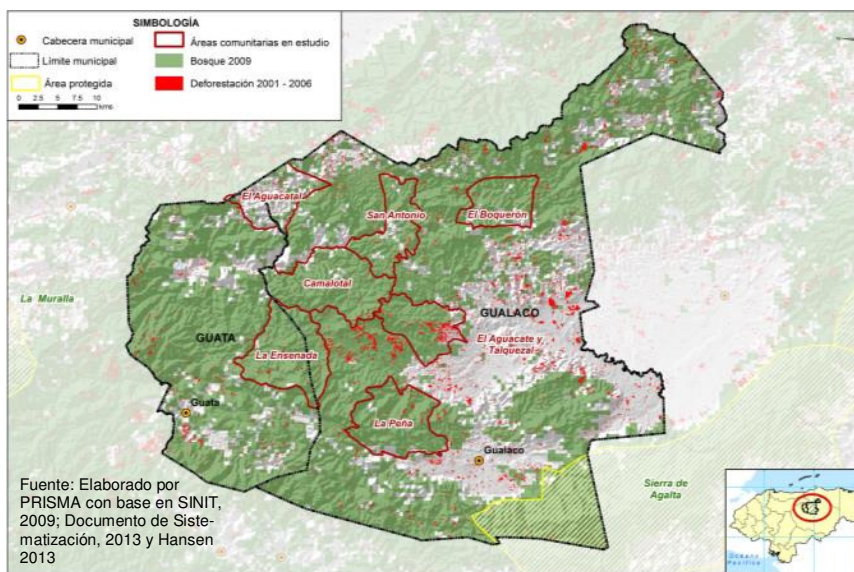 SIMBOLOGÍA
Cabecera municipal
Áreas comunitarias en estudio
Límite municipal
Bosque 2009
Área protegida
Deforestación 2001 - 2006
0 2.5 5 7.5 10
kms.
El Aguacatal
San Antonio
El Boquerón
Camalotal
La Muralla
GUALACO
GUATA
El Aguacate y
Talquezal
La Ensenada
Guata
La Peña
Gualaco
Fuente: Elaborado por
PRISMA con base en SINIT,
2009; Documento de Siste-
matización, 2013 y Hansen
2013
Sierra de
Agalta
Océano
Pacífico